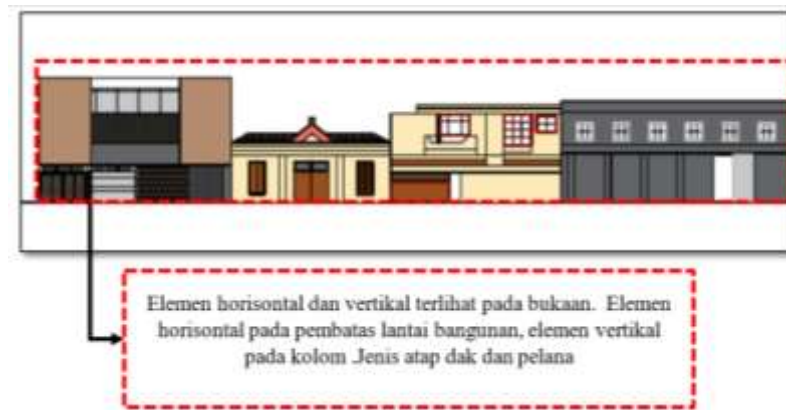 Elemen horisontal dan vertikal terlihat pada bukaan. Elemen
horisontal pada pembatas lantai bangunan, elemen vertikal
pada kolom .Jenis atap dak dan pelana